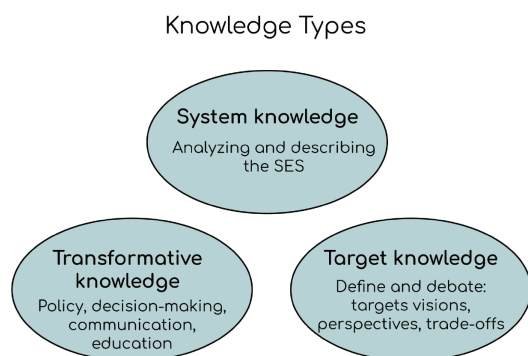 Knowledge Types
System knowledge
Analyzing and describing
the SES
Transformative
knowledge
Policy, decision-making,
communication,
education
Target knowledge
Define and debate:
targets visions,
perspectives, trade-offs